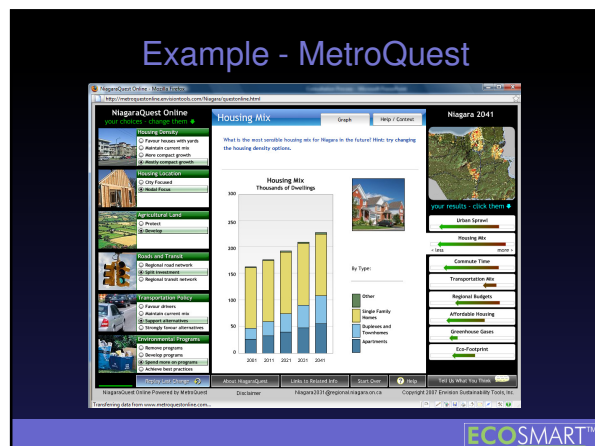 Example - MetroQuest
NiagaraQuest Online - Mozilla Firefox
http://metroquestonline.envisiontools.com/Niagara/questonline.html
NiagaraQuest Online
your choices - change them
Housing Density
Favour houses with yards
Maintain current mix
More compact growth
Mostly compact growth
Housing Location
City Focused
Nodal Focus
Agricultural Land
Protect
Develop
Roads and Transit
Regional road network
Split investment
Regional transit network
Transportation Policy
Favour drivers
Maintain current mix
Support alternatives
Strongly favour alternatives
Environmental Programs
Remove programs
Develop programs
Spend more on programs
Achieve best practices
Replay Last Change
Housing Mix
Graph
Help / Context
What is the most sensible housing mix for Niagara in the future? Hint: try changing
the housing density options.
Housing Mix
Thousands of Dwellings
300
250
200
150
100
50
0
2001 2011 2021 2031 2041
By Type:
Other
Single Family
Homes
Duplexes and
Townhomes
Apartments
Niagara 2041
your results - click them
Urban Sprawl
Housing Mix
< less more >
Commute Time
Transportation Mix
Regional Budgets
Affordable Housing
Greenhouse Gases
Eco-Footprint
About NiagaraQuest
Links to Related Info
Start Over
? Help
Tell Us What You Think
NiagaraQuest Online Powered by MetroQuest
Disclaimer
Niagara2031@regional.niagara.on.ca
Copyright 2007 Envision Sustainability Tools, Inc.
Transferring data from www.metroquestonline.com...
ECOSMART™